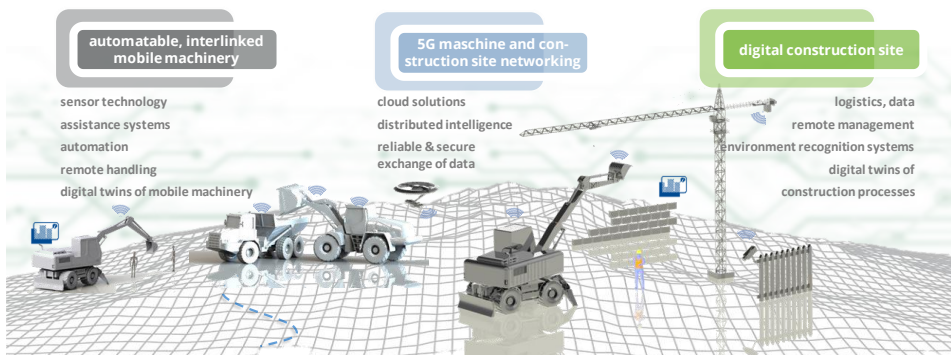 automatable, interlinked
mobile machinery
sensor technology
assistance systems
automation
remote handling
digital twins of mobile machinery
5G maschine and con-
struction site networking
cloud solutions
distributed intelligence
reliable & secure
exchange of data
digital construction site
logistics, data
remote management
environment recognition systems
digital twins of
construction processes